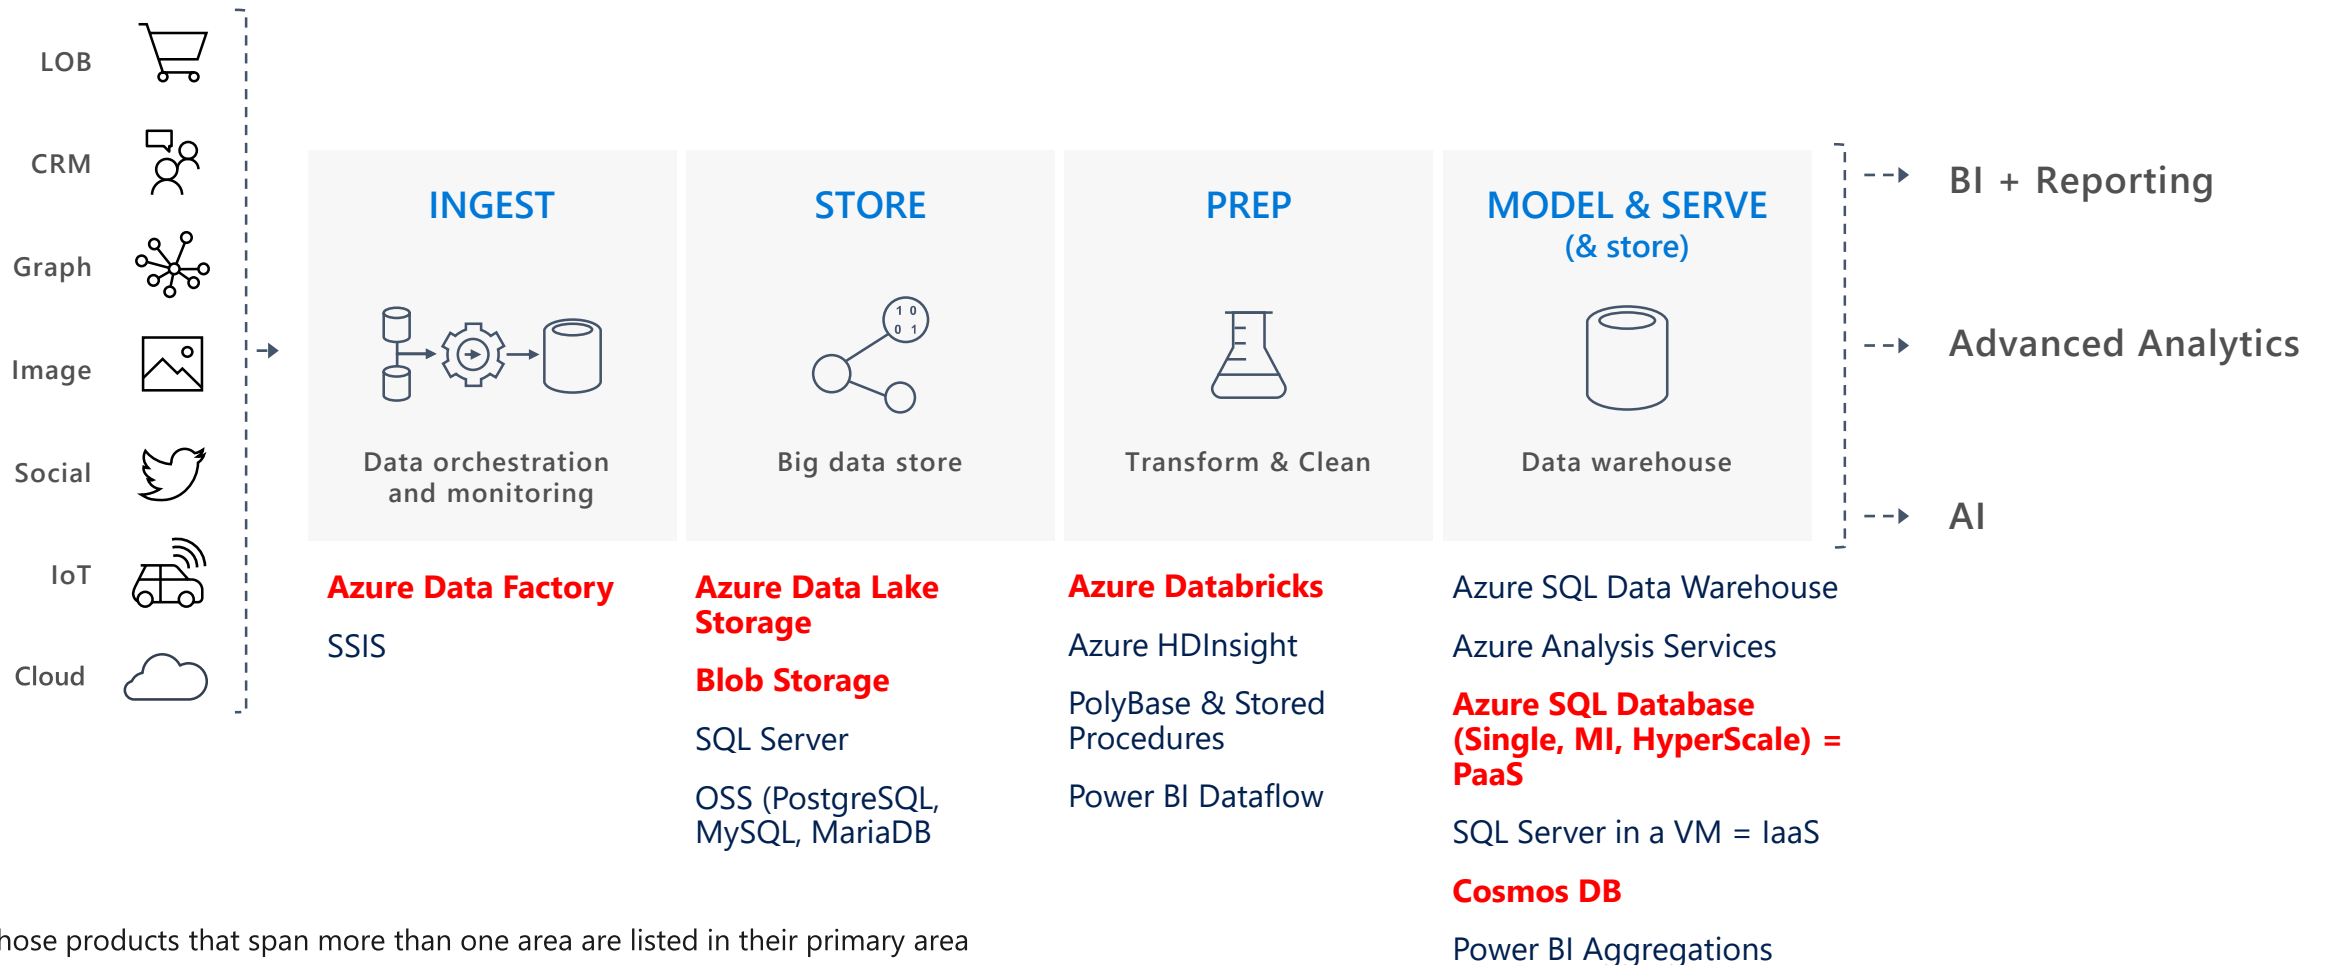 LOB
CRM
Graph
Image
Social
IoT
Cloud
INGEST
Data orchestration
and monitoring
Azure Data Factory
SSIS
STORE
1 0
0 1
Big data store
Azure Data Lake
Storage
Blob Storage
SQL Server
OSS (PostgreSQL,
MySQL, MariaDB
PREP
Transform & Clean
Azure Databricks
Azure HDInsight
PolyBase & Stored
Procedures
Power BI Dataflow
MODEL & SERVE
(& store)
Data warehouse
Azure SQL Data Warehouse
Azure Analysis Services
Azure SQL Database
(Single, MI, HyperScale) =
PaaS
SQL Server in a VM = IaaS
Cosmos DB
Power BI Aggregations
BI + Reporting
Advanced Analytics
AI
hose products that span more than one area are listed in their primary area